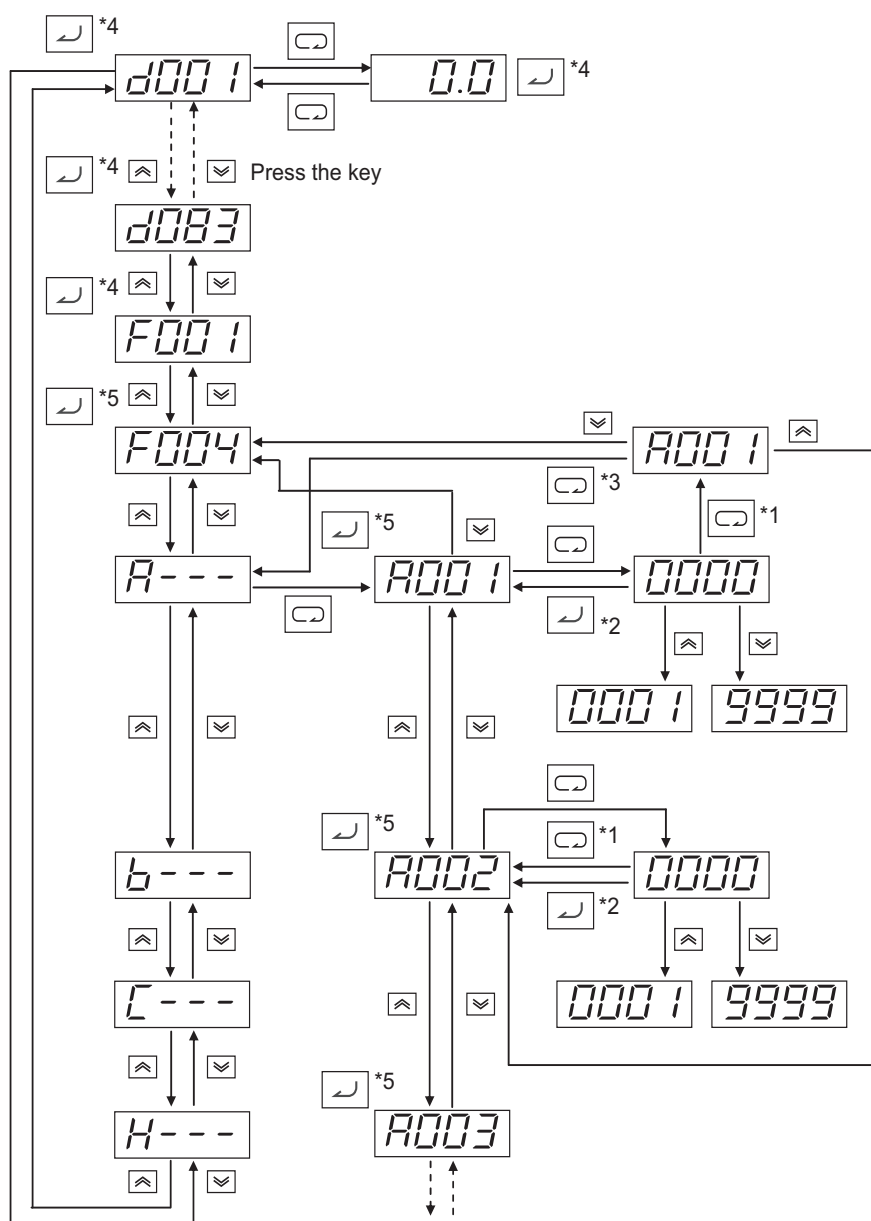 *4
d001
0.0
*4
*4
Press the key
d083
*4
F001
*5
F004
A001
*3
*1
*5
A---
A001
0000
*2
0001
9999
*5
*1
b---
A002
0000
*2
C---
0001
9999
*5
H---
A003